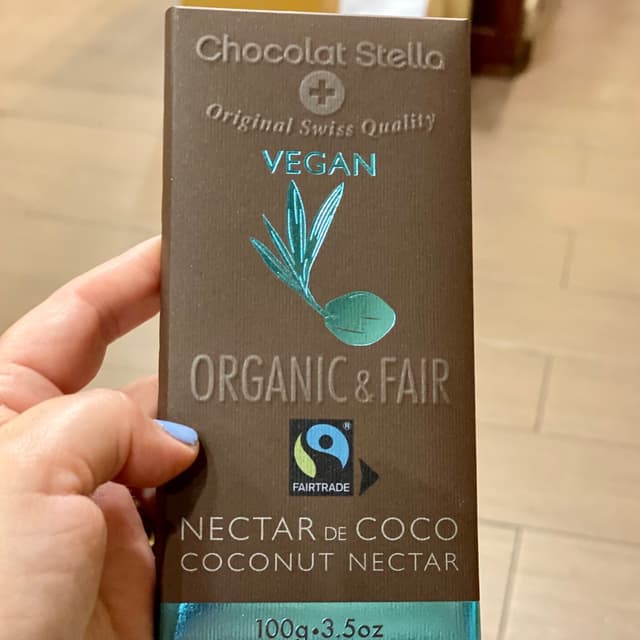 Chocolat Stella
Original Swiss Quality
VEGAN
ORGANIC & FAIR
®
FAIRTRADE
NECTAR DE COCO
COCONUT NECTAR
100g•3.5oz